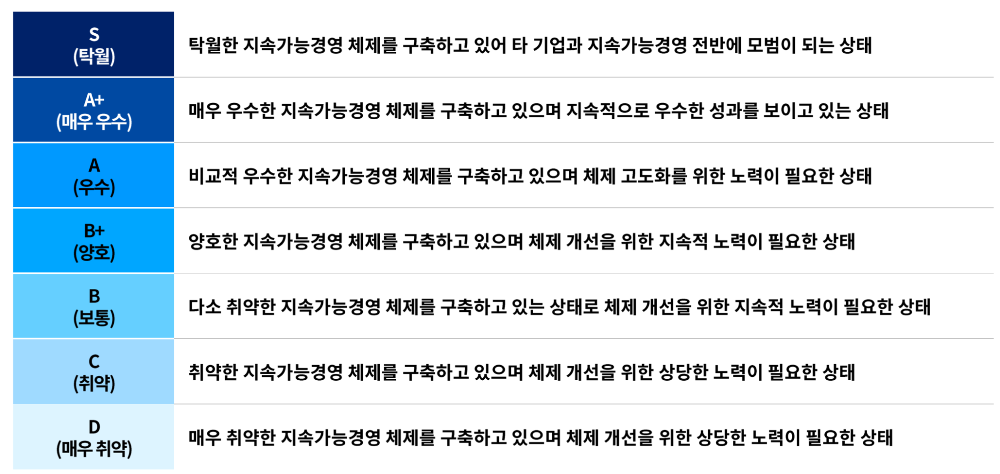 S
(탁월)
탁월한 지속가능경영 체제를 구축하고 있어 타 기업과 지속가능경영 전반에 모범이 되는 상태
A+
(매우 우수)
매우 우수한 지속가능경영 체제를 구축하고 있으며 지속적으로 우수한 성과를 보이고 있는 상태
A
(우수)
비교적 우수한 지속가능경영 체제를 구축하고 있으며 체제 고도화를 위한 노력이 필요한 상태
B+
(양호)
양호한 지속가능경영 체제를 구축하고 있으며 체제 개선을 위한 지속적 노력이 필요한 상태
B
(보통)
다소 취약한 지속가능경영 체제를 구축하고 있는 상태로 체제 개선을 위한 지속적 노력이 필요한 상태
C
(취약)
취약한 지속가능경영 체제를 구축하고 있으며 체제 개선을 위한 상당한 노력이 필요한 상태
D
(매우 취약)
매우 취약한 지속가능경영 체제를 구축하고 있으며 체제 개선을 위한 상당한 노력이 필요한 상태